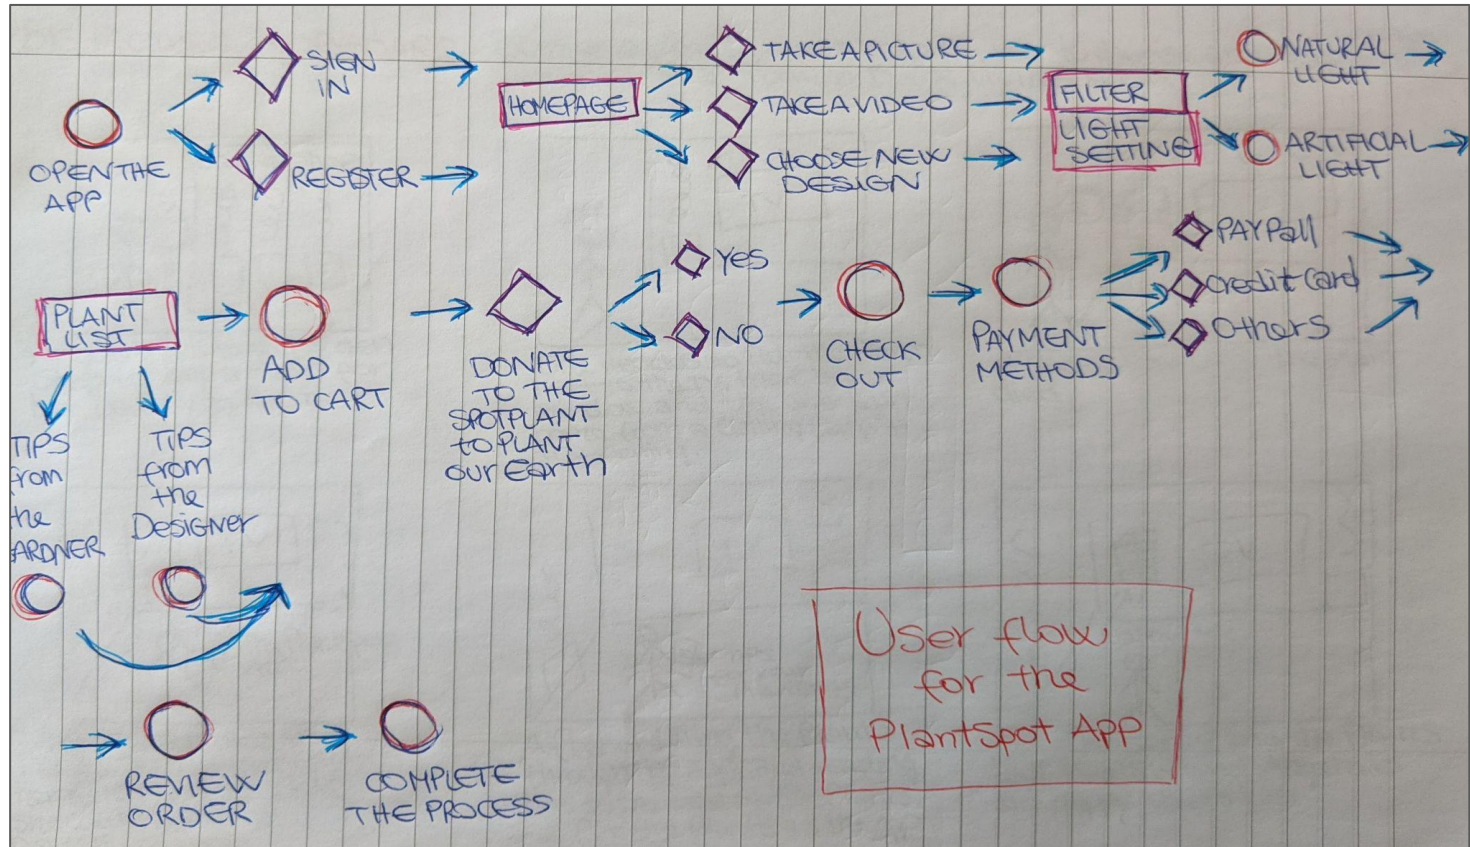 OPEN THE
APP
SIGN
IN
REGISTER
HOMEPAGE
TAKE A PICTURE
TAKE A VIDEO
CHOOSE NEW
DESIGN
FILTER
LIGHT
SETTING
NATURAL
LIGHT
ARTIFICIAL
LIGHT
PLANT
LIST
TIPS
from
the
ARDNER
TIPS
from
the
Designer
ADD
TO CART
DONATE
TO THE
SPOTPLANT
to PLANT
our Earth
Yes
NO
CHECK
OUT
PAYMENT
METHODS
PAYPall
Credit Card
Others
REVIEW
ORDER
COMPLETE
THE PROCESS
User flow
for the
PlantSpot App